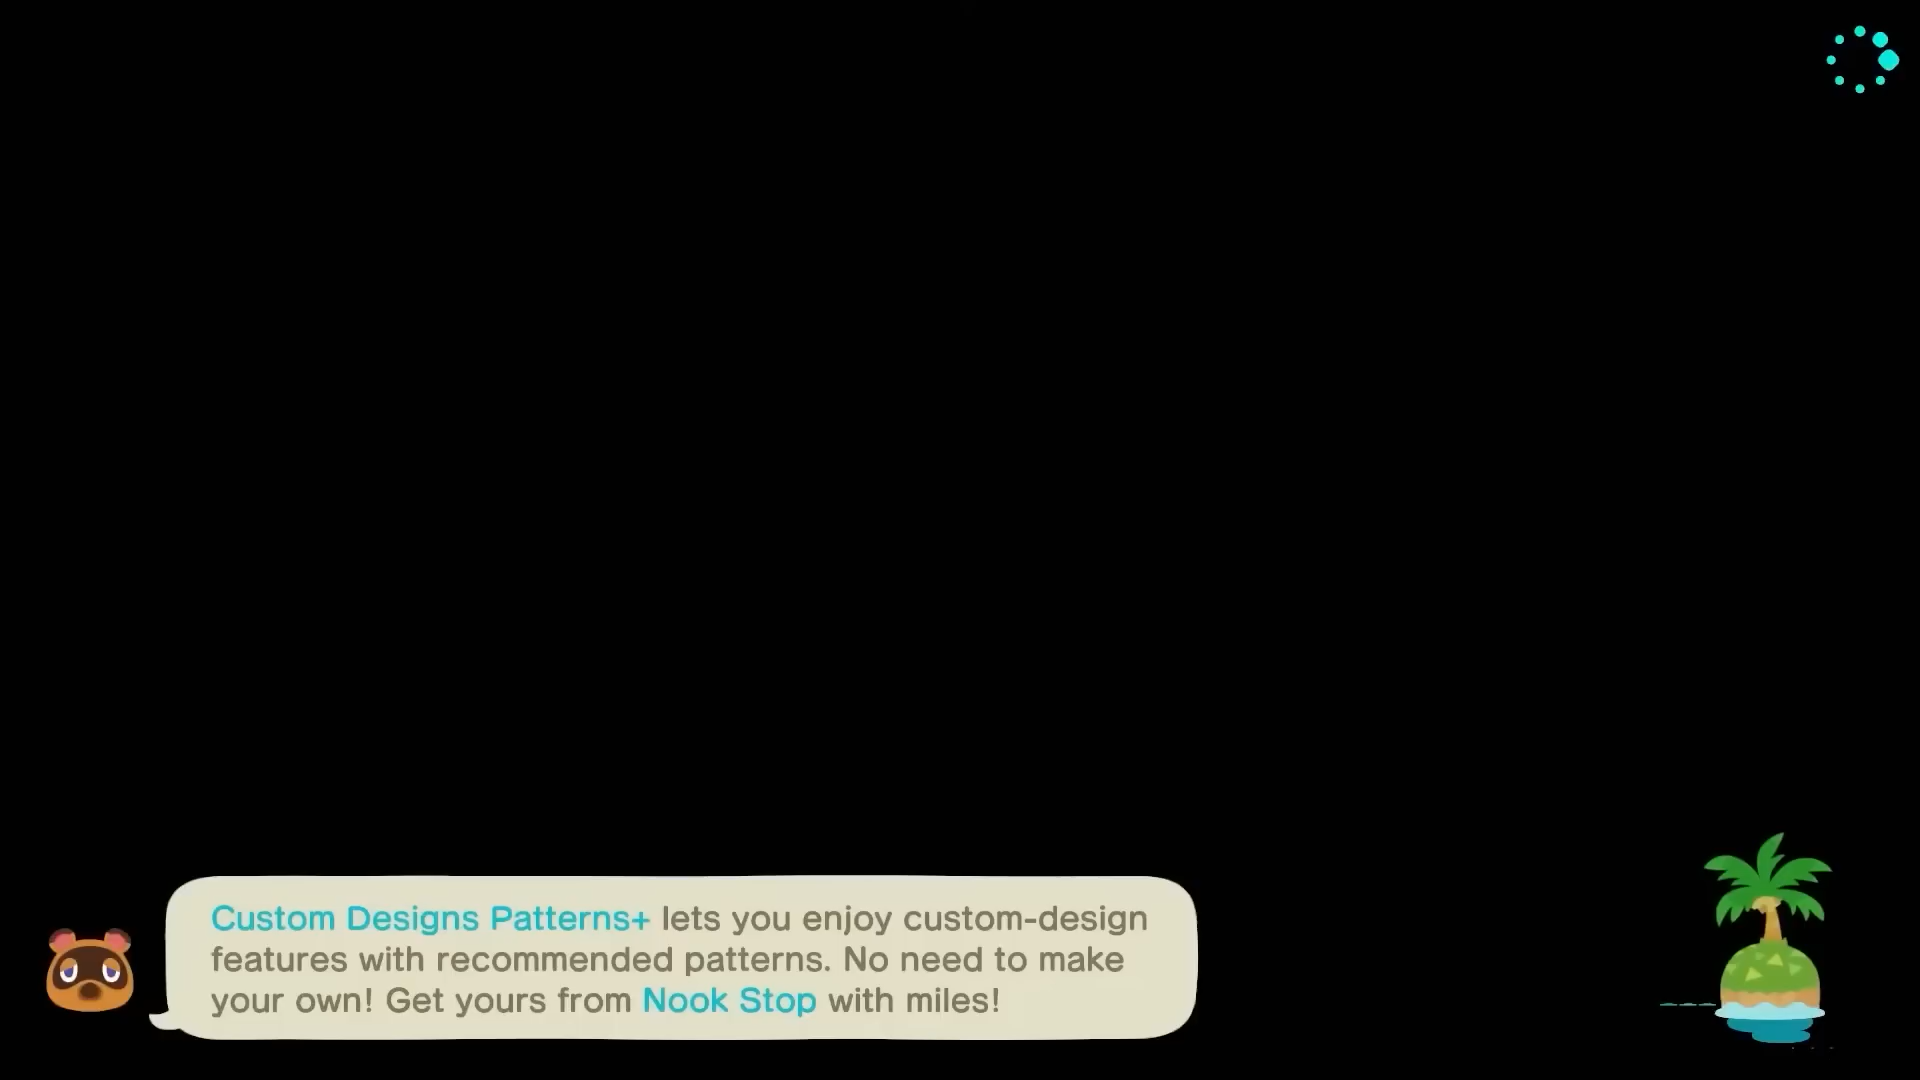 Custom Designs Patterns+ lets you enjoy custom-design
features with recommended patterns. No need to make
your own! Get yours from Nook Stop with miles!